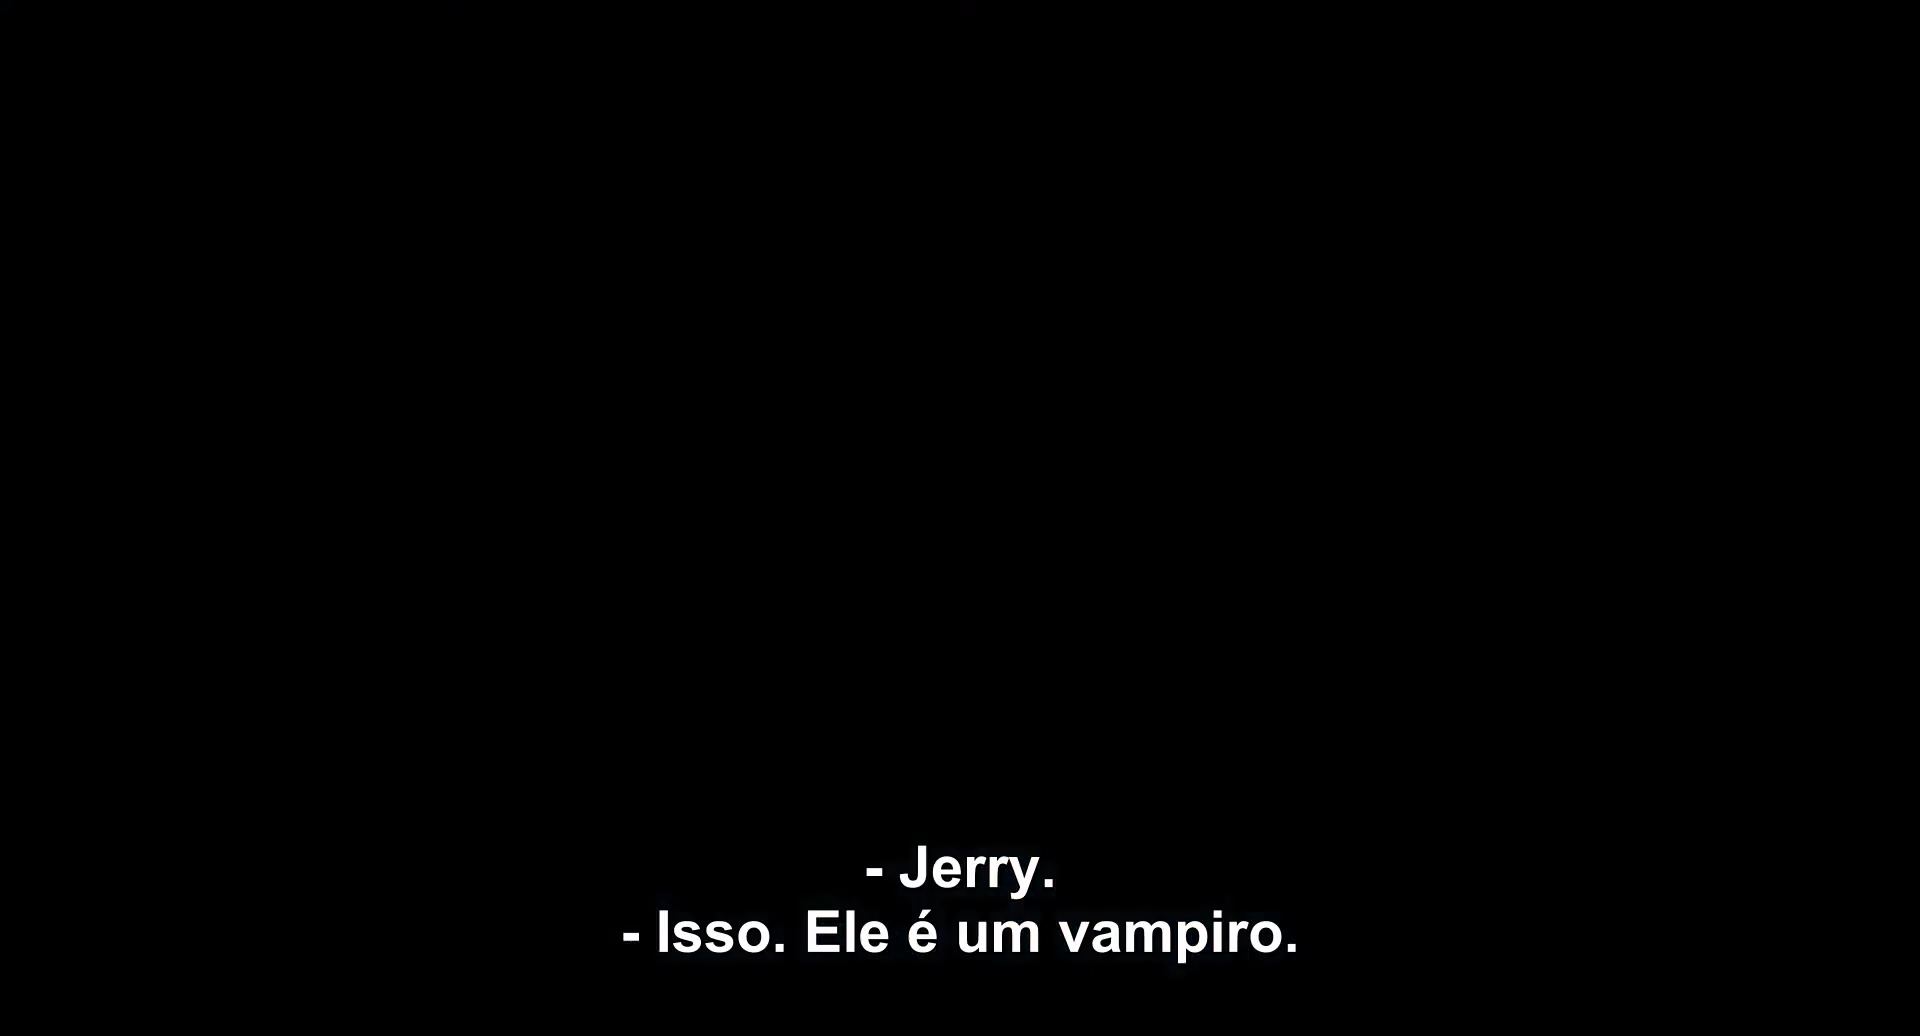 - Jerry.
- Isso. Ele é um vampiro.